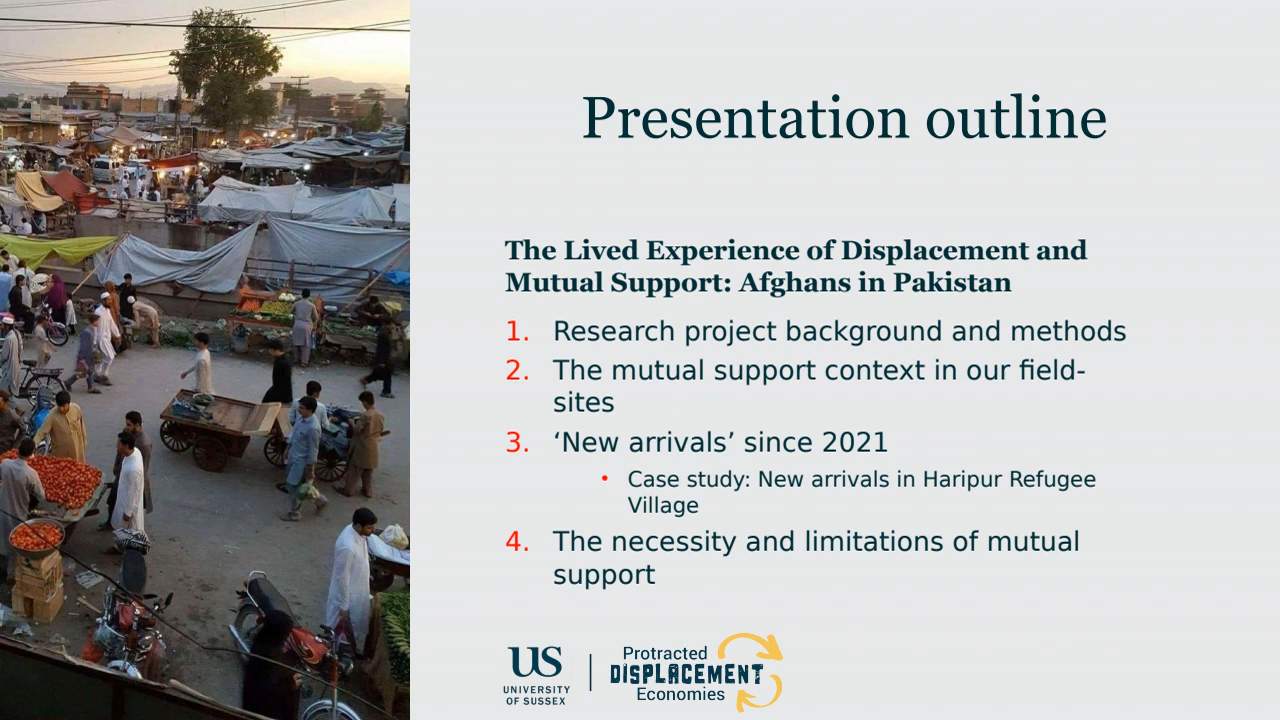 Presentation outline
The Lived Experience of Displacement and
Mutual Support: Afghans in Pakistan
1. Research project background and methods
2. The mutual support context in our field-
sites
3. ‘New arrivals’ since 2021
• Case study: New arrivals in Haripur Refugee
Village
4. The necessity and limitations of mutual
support
US
UNIVERSITY
OF SUSSEX
Protracted
DISPLACEMENT
Economies